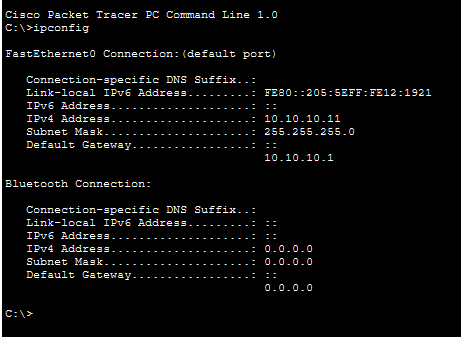 Cisco Packet Tracer PC Command Line 1.0
C:\>ipconfig
FastEthernet0 Connection:(default port)
Connection-specific DNS Suffix..:
Link-local IPv6 Address.........: FE80::205:5EFF:FE12:1921
IPv6 Address....................: ::
IPv4 Address....................: 10.10.10.11
Subnet Mask.....................: 255.255.255.0
Default Gateway.................: ::
10.10.10.1
Bluetooth Connection:
Connection-specific DNS Suffix..:
Link-local IPv6 Address.........: ::
IPv6 Address....................: ::
IPv4 Address....................: 0.0.0.0
Subnet Mask.....................: 0.0.0.0
Default Gateway.................: ::
0.0.0.0
C:\>